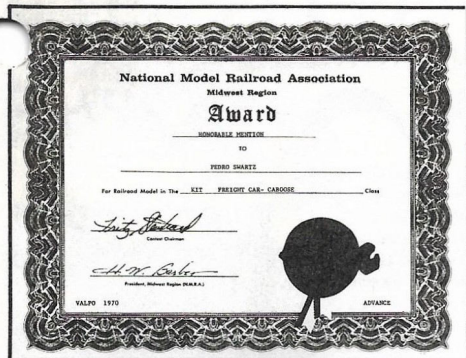 National Model Railroad Association
Midwest Region
Award
HONORABLE MENTION
TO
PEDRO SWARTZ
For Railroad Model in The KIT FREIGHT CAR- CABOOSE Class
Fritz
Contest Chairman
W.
President, Midwest Region (N.M.R.A.)
VALPO 1970 ADVANCE